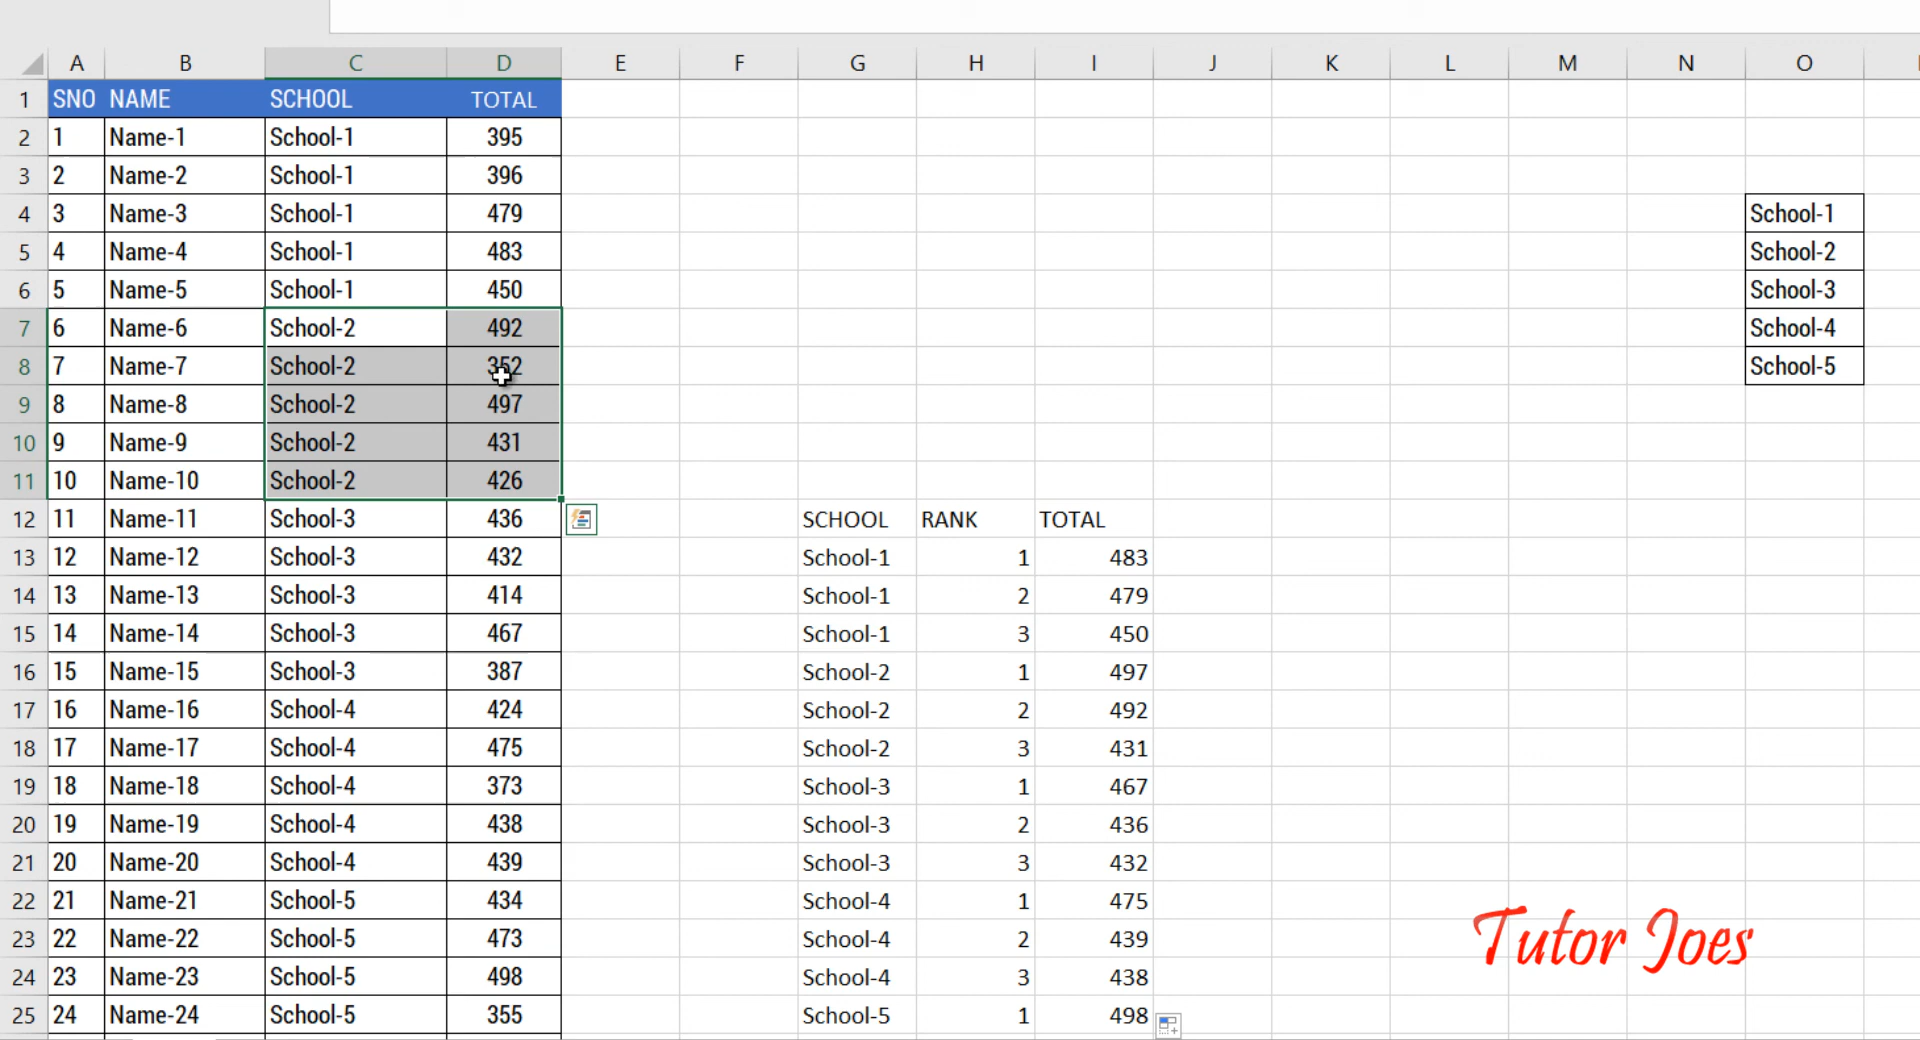 A B C D E F G H I J K L M N O
1 SNO NAME SCHOOL TOTAL
2 1 Name-1 School-1 395
3 2 Name-2 School-1 396
4 3 Name-3 School-1 479 School-1
5 4 Name-4 School-1 483 School-2
6 5 Name-5 School-1 450 School-3
7 6 Name-6 School-2 492 School-4
8 7 Name-7 School-2 352 School-5
9 8 Name-8 School-2 497
10 9 Name-9 School-2 431
11 10 Name-10 School-2 426
12 11 Name-11 School-3 436 SCHOOL RANK TOTAL
13 12 Name-12 School-3 432 School-1 1 483
14 13 Name-13 School-3 414 School-1 2 479
15 14 Name-14 School-3 467 School-1 3 450
16 15 Name-15 School-3 387 School-2 1 497
17 16 Name-16 School-4 424 School-2 2 492
18 17 Name-17 School-4 475 School-2 3 431
19 18 Name-18 School-4 373 School-3 1 467
20 19 Name-19 School-4 438 School-3 2 436
21 20 Name-20 School-4 439 School-3 3 432
22 21 Name-21 School-5 434 School-4 1 475
23 22 Name-22 School-5 473 School-4 2 439
24 23 Name-23 School-5 498 School-4 3 438
25 24 Name-24 School-5 355 School-5 1 498
Tutor Joes